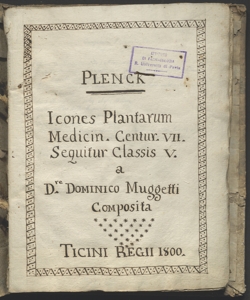 PLENCK
Icones Plantarum
Medicin. Centur. VII.
Sequitur Classis V.
a
D.re DOMINICO Muggetti
Composita
TICINI REGII 1800.